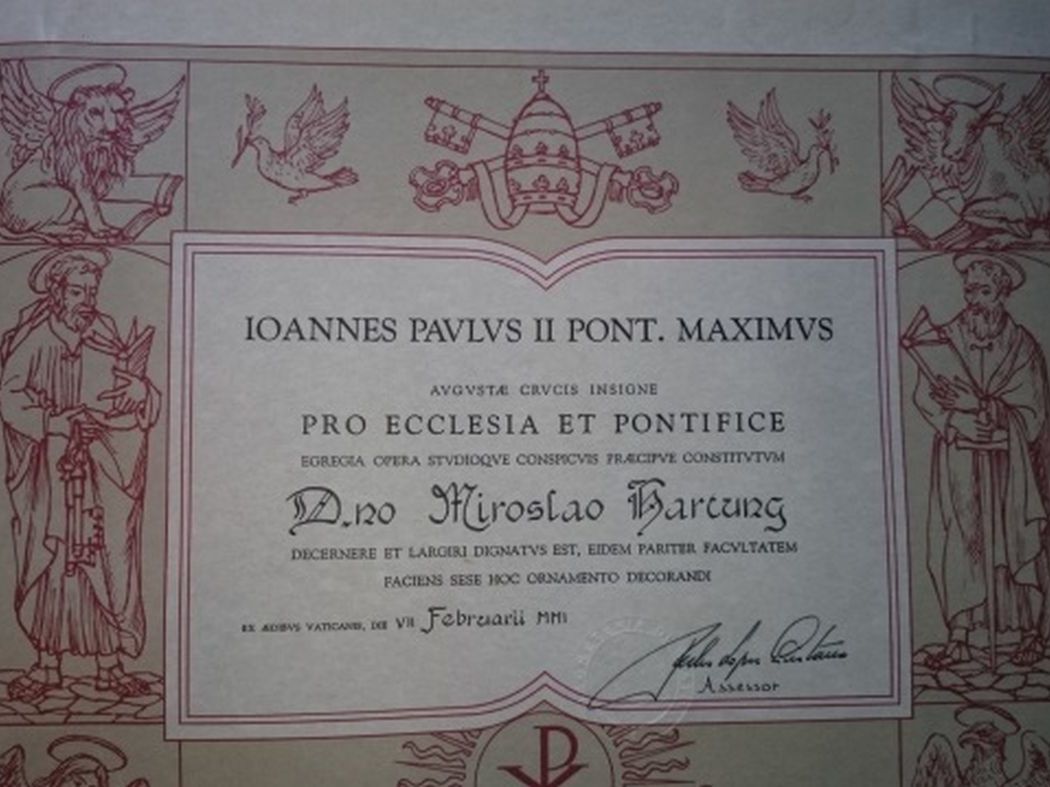 IOANNES PAVLVS II PONT. MAXIMVS
AVGVSTÆ CRVCIS INSIGNE
PRO ECCLESIA ET PONTIFICE
EGREGIA OPERA STVDIOQVE CONSPICVIS PRÆCIPVE CONSTITVTVM
D.no Miroslao Hartung
DECERNERE ET LARGIRI DIGNATVS EST, EIDEM PARITER FACVLTATEM
FACIENS SESE HOC ORNAMENTO DECORANDI
EX ÆDIBVS VATICANIS, DIE VII Februarii MMI
Assessor